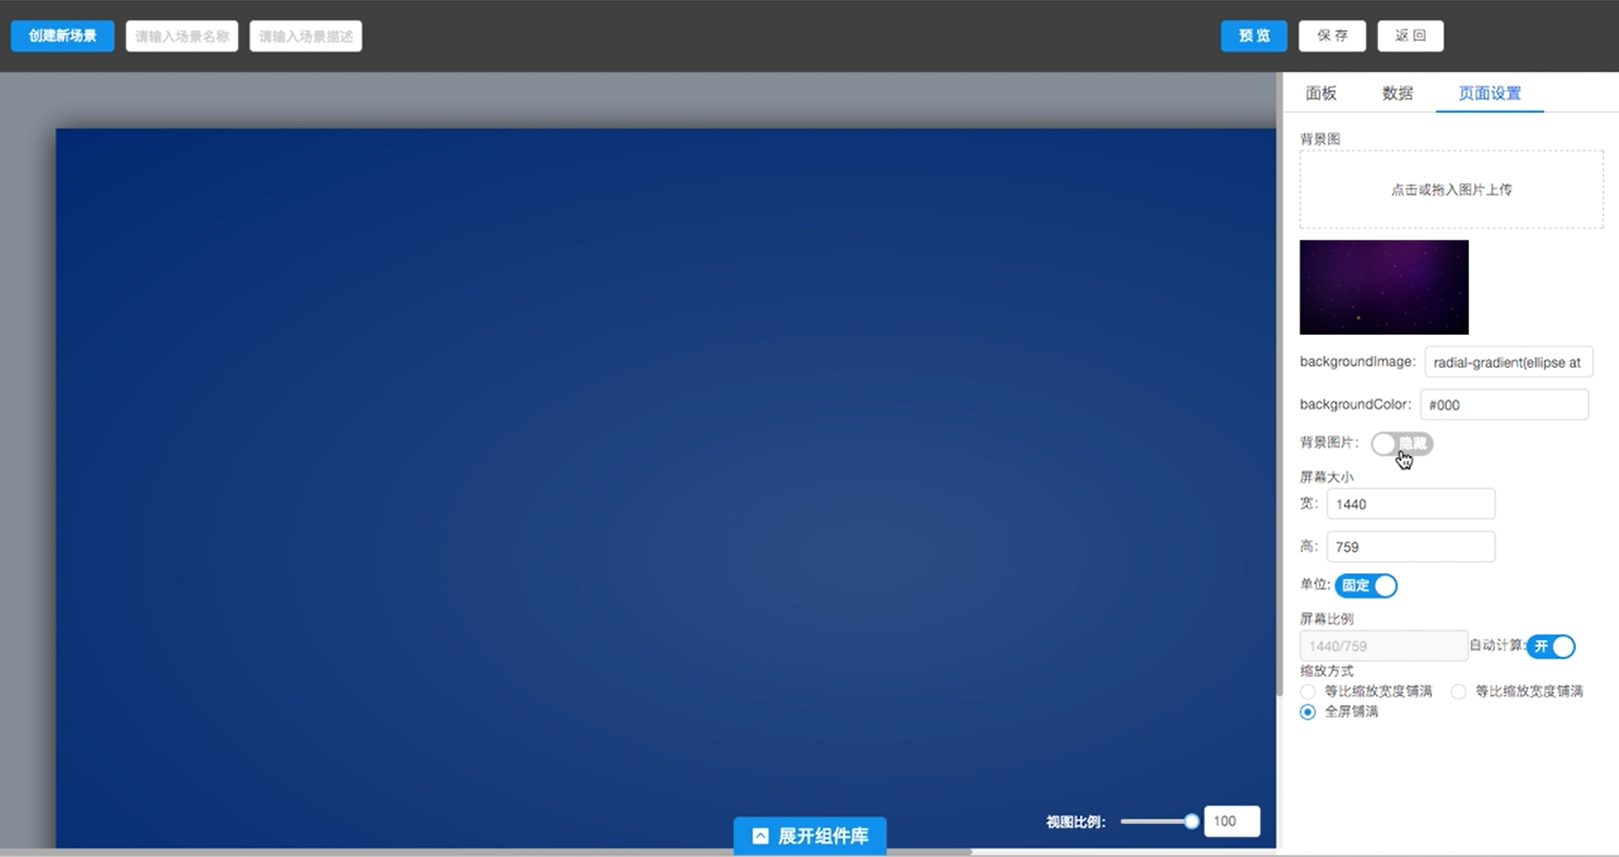 创建新场景 请输入场景名称 请输入场景描述 预 览 保 存 返 回
面板 数据 页面设置
背景图
点击或拖入图片上传
backgroundImage: radial-gradient(ellipse at
backgroundColor: #000
背景图片: 隐藏
屏幕大小
宽: 1440
高: 759
单位: 固定
屏幕比例
1440/759 自动计算: 开
缩放方式
等比缩放宽度铺满 等比缩放宽度铺满
全屏铺满
视图比例: 100
展开组件库